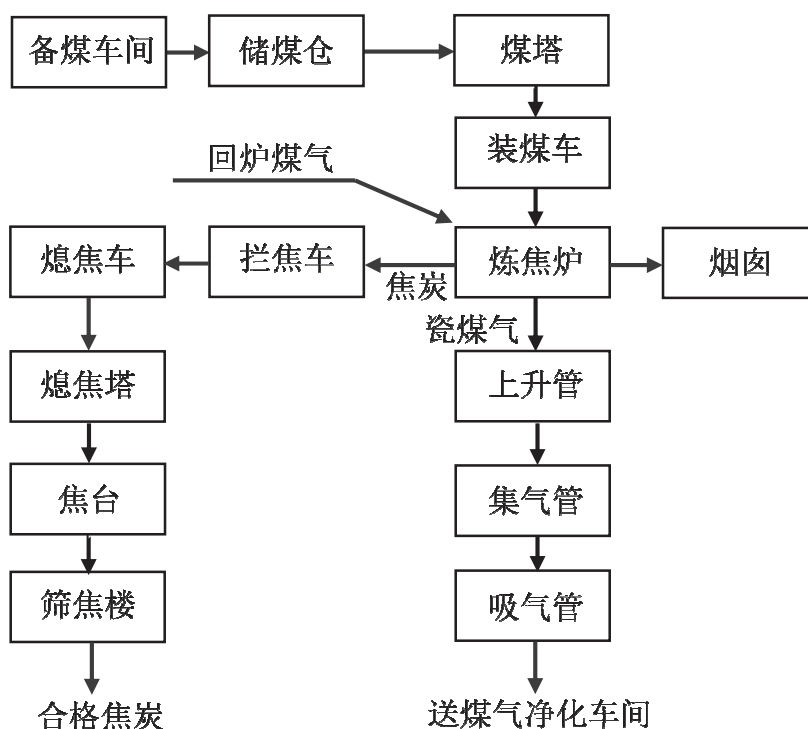 备煤车间
储煤仓
煤塔
装煤车
回炉煤气
熄焦车
拦焦车
炼焦炉
烟囱
焦炭
瓷煤气
熄焦塔
上升管
焦台
集气管
筛焦楼
吸气管
合格焦炭
送煤气净化车间